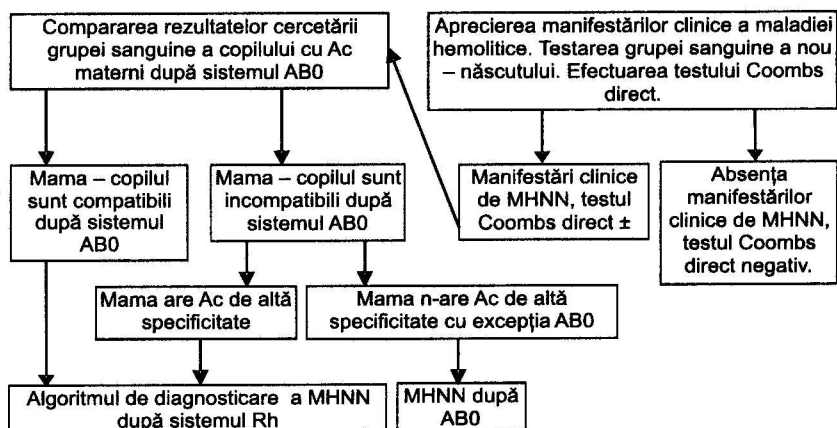 Compararea rezultatelor cercetării
grupei sanguine a copilului cu Ac
materni după sistemul AB0
Aprecierea manifestărilor clinice a maladiei
hemolitice. Testarea grupei sanguine a nou
– născutului. Efectuarea testului Coombs
direct.
Mama – copilul
sunt compatibili
după sistemul
AB0
Mama – copilul sunt
incompatibili după
sistemul AB0
Manifestări clinice
de MHNN, testul
Coombs direct ±
Absența
manifestărilor
clinice de MHNN,
testul Coombs
direct negativ.
Mama are Ac de altă
specificitate
Mama n-are Ac de altă
specificitate cu excepția AB0
Algoritmul de diagnosticare a MHNN
după sistemul Rh
MHNN după
AB0